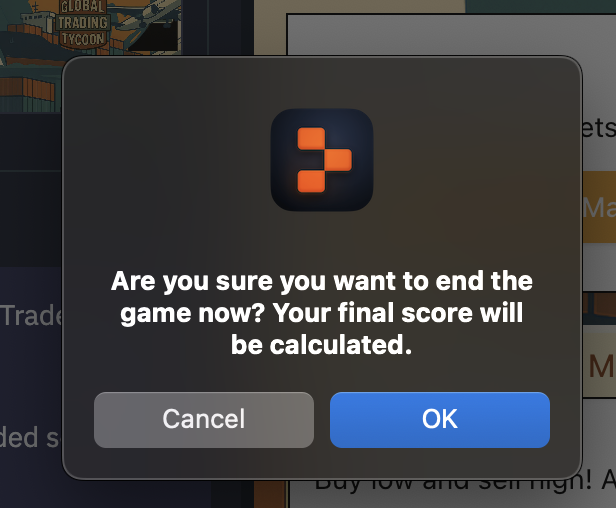 GLOBAL
TRADING
TYCOON
ets
Ma
Are you sure you want to end the
game now? Your final score will
be calculated.
Trade
M
Cancel
OK
ded s
Buy low and sell high! A